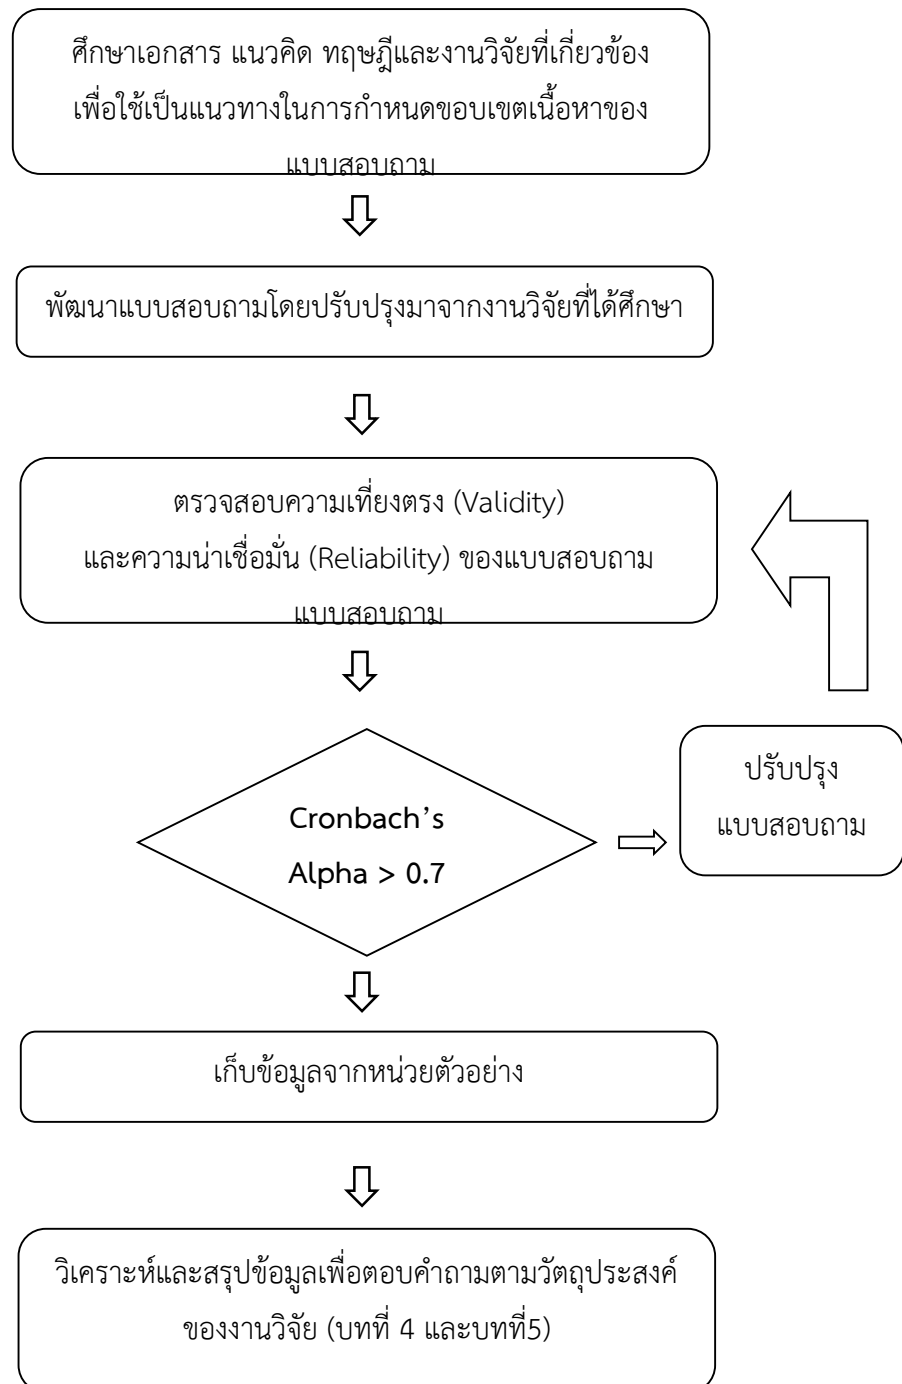 ศึกษาเอกสาร แนวคิด ทฤษฎีและงานวิจัยที่เกี่ยวข้อง
เพื่อใช้เป็นแนวทางในการกำหนดขอบเขตเนื้อหาของ
แบบสอบถาม
พัฒนาแบบสอบถามโดยปรับปรุงมาจากงานวิจัยที่ได้ศึกษา
ตรวจสอบความเที่ยงตรง (Validity)
และความน่าเชื่อมั่น (Reliability) ของแบบสอบถาม
แบบสอบถาม
Cronbach's
Alpha > 0.7
ปรับปรุง
แบบสอบถาม
เก็บข้อมูลจากหน่วยตัวอย่าง
วิเคราะห์และสรุปข้อมูลเพื่อตอบคำถามตามวัตถุประสงค์
ของงานวิจัย (บทที่ 4 และบทที่5)